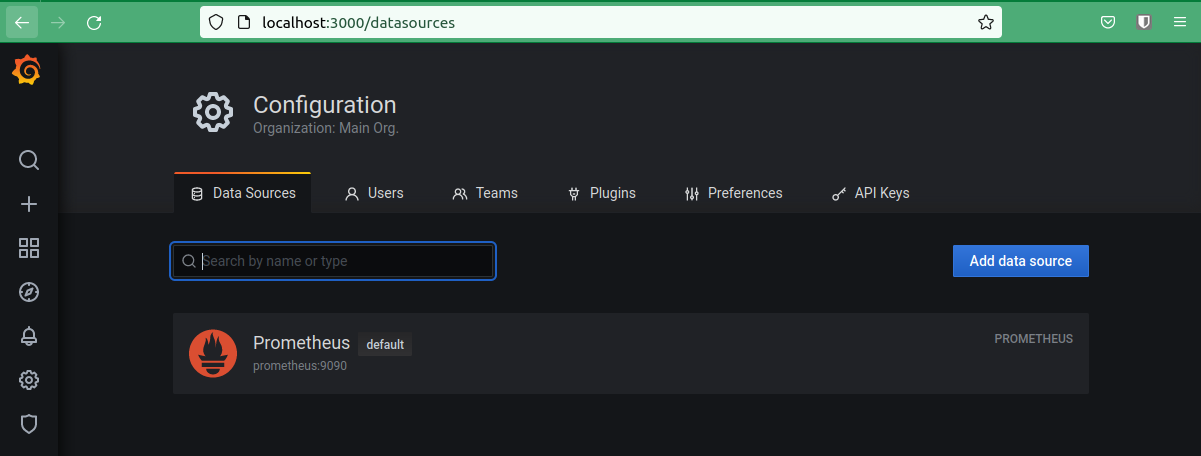 localhost:3000/datasources
Configuration
Organization: Main Org.
Data Sources Users Teams Plugins Preferences API Keys
Search by name or type
Add data source
Prometheus default
PROMETHEUS
prometheus:9090